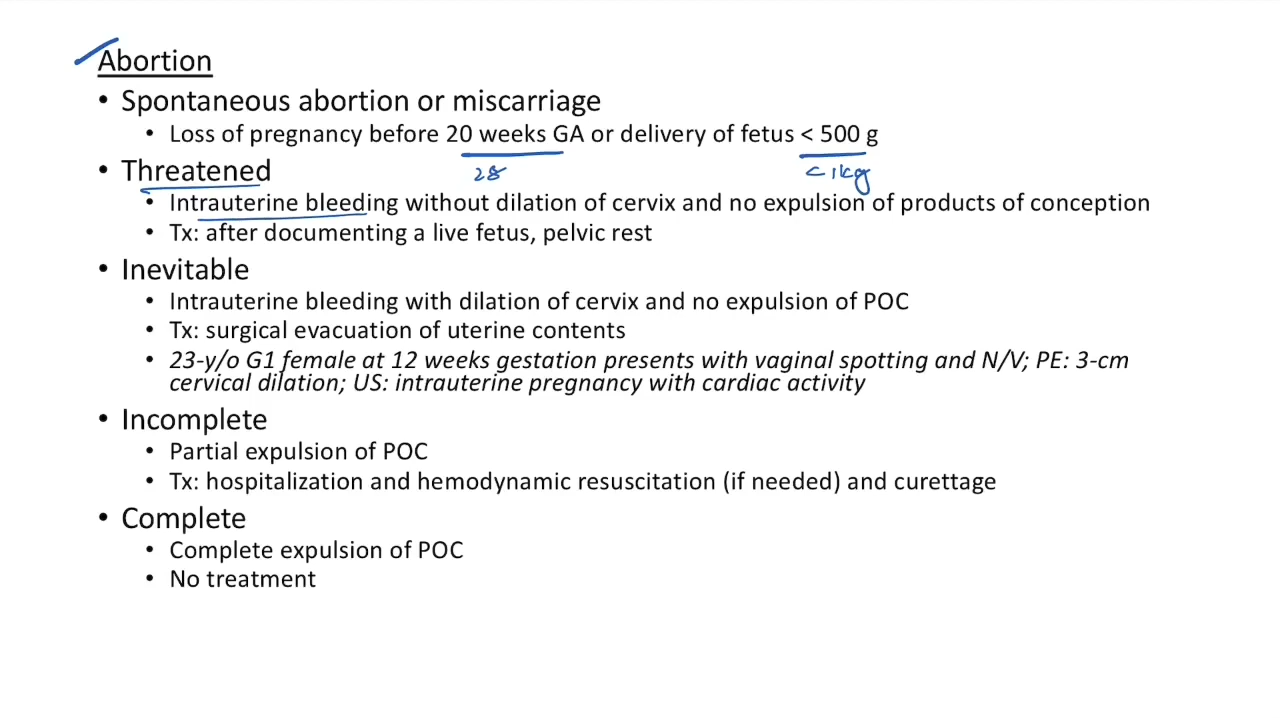 Abortion
• Spontaneous abortion or miscarriage
• Loss of pregnancy before 20 weeks GA or delivery of fetus < 500 g
28 < 1kg
• Threatened
• Intrauterine bleeding without dilation of cervix and no expulsion of products of conception
• Tx: after documenting a live fetus, pelvic rest
• Inevitable
• Intrauterine bleeding with dilation of cervix and no expulsion of POC
• Tx: surgical evacuation of uterine contents
• 23-y/o G1 female at 12 weeks gestation presents with vaginal spotting and N/V; PE: 3-cm
cervical dilation; US: intrauterine pregnancy with cardiac activity
• Incomplete
• Partial expulsion of POC
• Tx: hospitalization and hemodynamic resuscitation (if needed) and curettage
• Complete
• Complete expulsion of POC
• No treatment